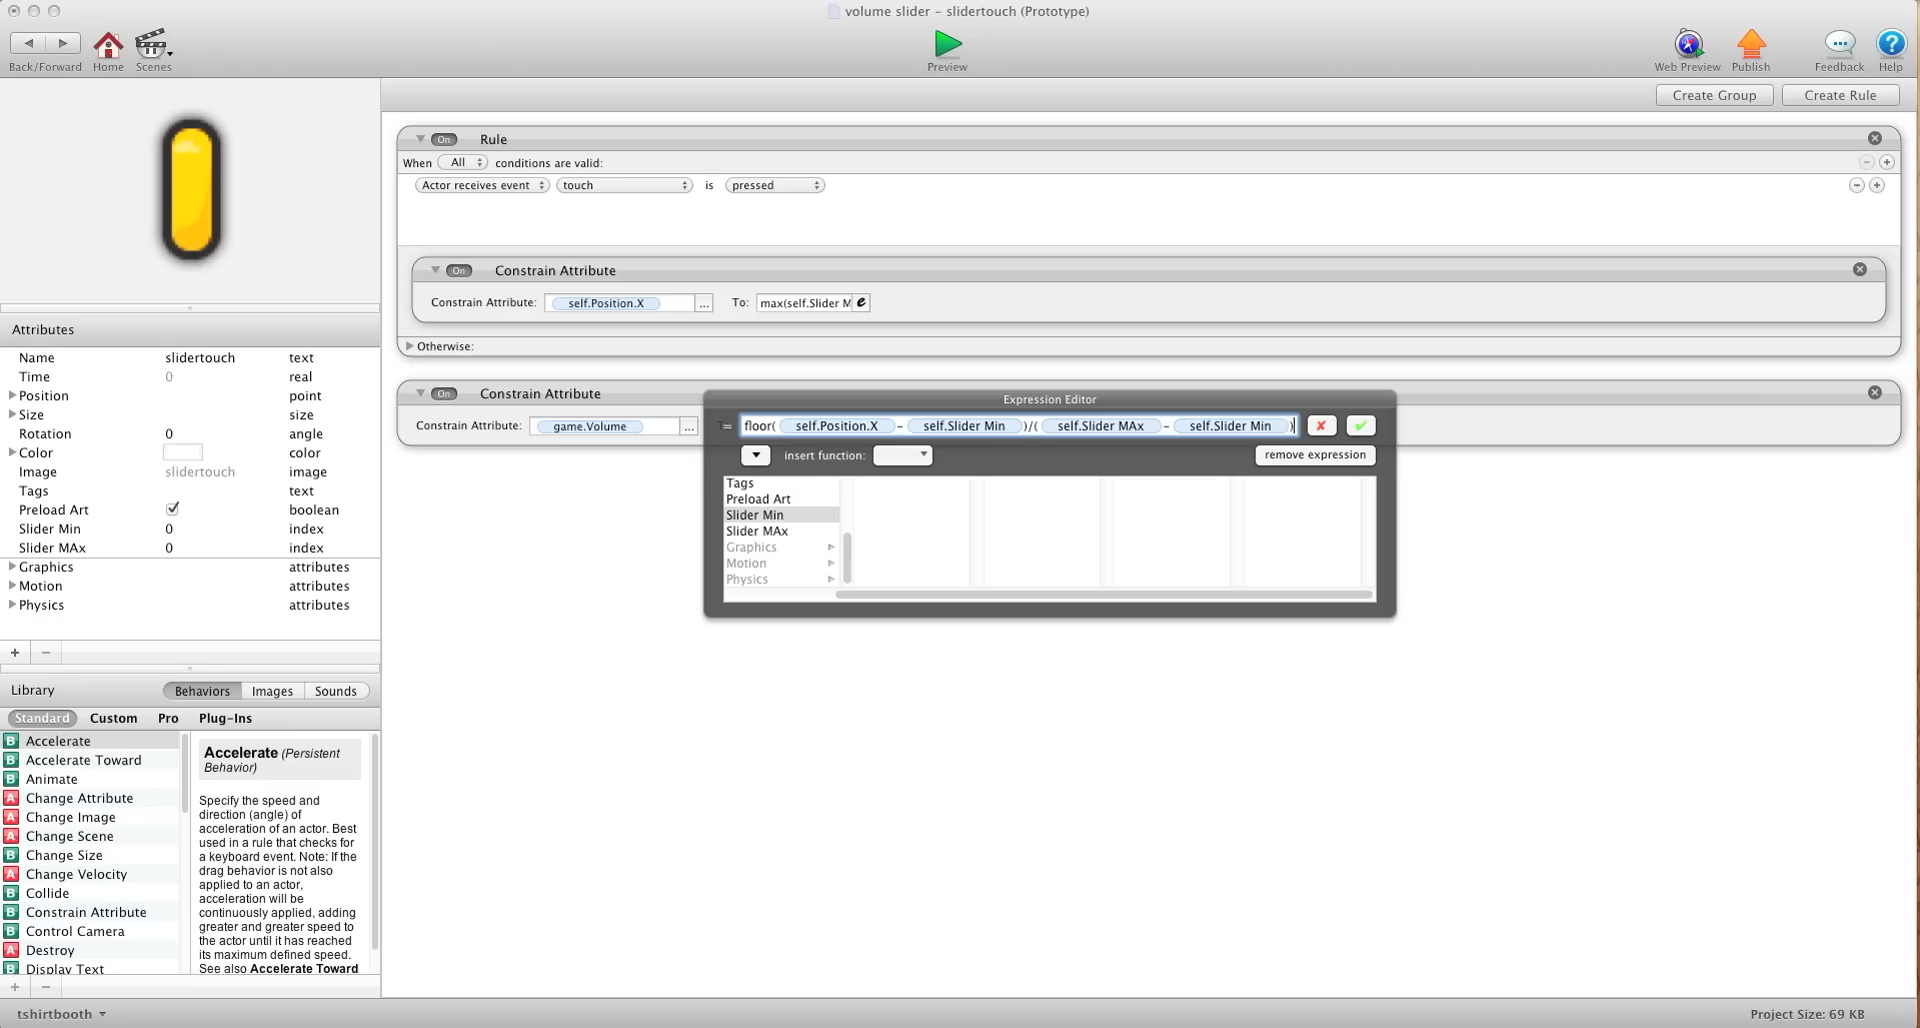 volume slider – slidertouch (Prototype)
Back/Forward Home Scenes Preview Web Preview Publish Feedback Help
Create Group Create Rule
On Rule
When All conditions are valid:
Actor receives event touch is pressed
On Constrain Attribute
Constrain Attribute: self.Position.X ... To: max(self.Slider M e
Otherwise:
On Constrain Attribute
Constrain Attribute: game.Volume ...
Expression Editor
= floor( self.Position.X – self.Slider Min )/( self.Slider MAx – self.Slider Min )
insert function: remove expression
Tags
Preload Art
Slider Min
Slider MAx
Graphics
Motion
Physics
Attributes
Name slidertouch text
Time 0 real
Position point
Size size
Rotation 0 angle
Color color
Image slidertouch image
Tags text
Preload Art boolean
Slider Min 0 index
Slider MAx 0 index
Graphics attributes
Motion attributes
Physics attributes
Library Behaviors Images Sounds
Standard Custom Pro Plug-Ins
B Accelerate
B Accelerate Toward
B Animate
A Change Attribute
A Change Image
A Change Scene
B Change Size
A Change Velocity
B Collide
B Constrain Attribute
B Control Camera
A Destroy
B Display Text
Accelerate (Persistent
Behavior)
Specify the speed and
direction (angle) of
acceleration of an actor. Best
used in a rule that checks for
a keyboard event. Note: If the
drag behavior is not also
applied to an actor,
acceleration will be
continuously applied, adding
greater and greater speed to
the actor until it has reached
its maximum defined speed.
See also Accelerate Toward
tshirtbooth Project Size: 69 KB